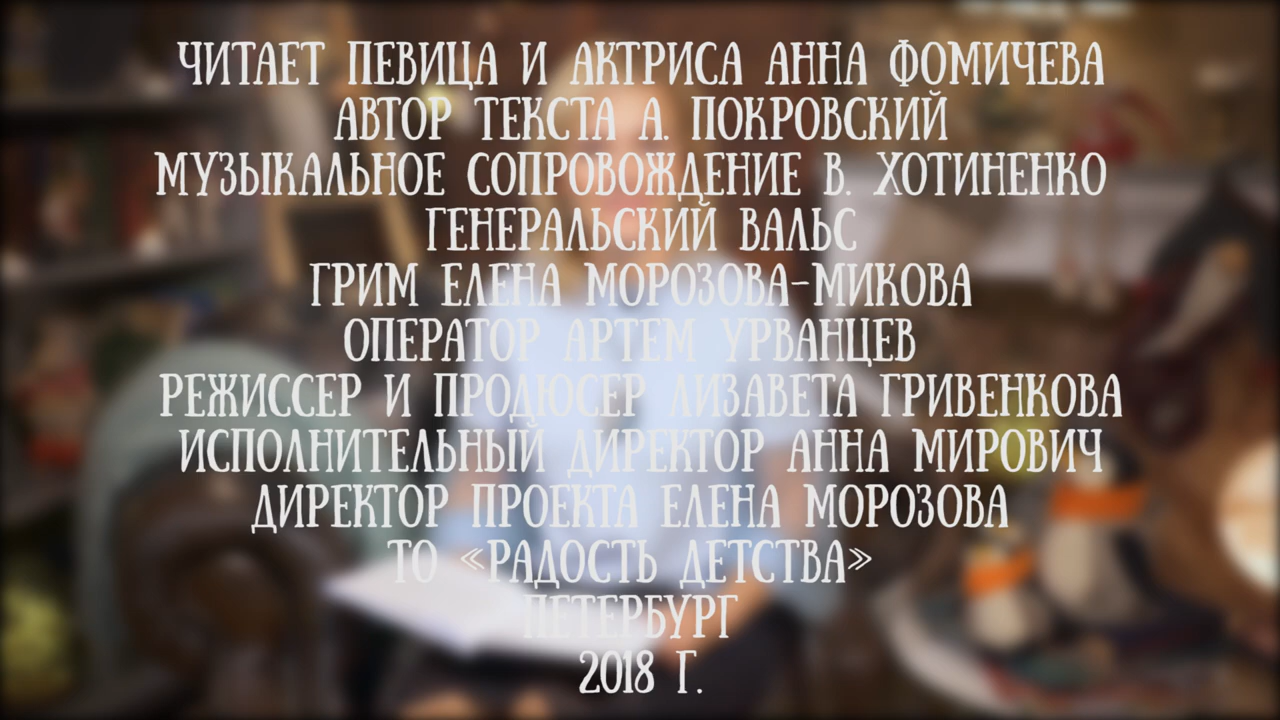 ЧИТАЕТ ПЕВИЦА И АКТРИСА АННА ФОМИЧЕВА
АВТОР ТЕКСТА А. ПОКРОВСКИЙ
МУЗЫКАЛЬНОЕ СОПРОВОЖДЕНИЕ В. ХОТИНЕНКО
ГЕНЕРАЛЬСКИЙ ВАЛЬС
ГРИМ ЕЛЕНА МОРОЗОВА-МИКОВА
ОПЕРАТОР АРТЕМ УРВАНЦЕВ
РЕЖИССЕР И ПРОДЮСЕР ЛИЗАВЕТА ГРИВЕНКОВА
ИСПОЛНИТЕЛЬНЫЙ ДИРЕКТОР АННА МИРОВИЧ
ДИРЕКТОР ПРОЕКТА ЕЛЕНА МОРОЗОВА
ТО «РАДОСТЬ ДЕТСТВА»
ПЕТЕРБУРГ
2018 Г.